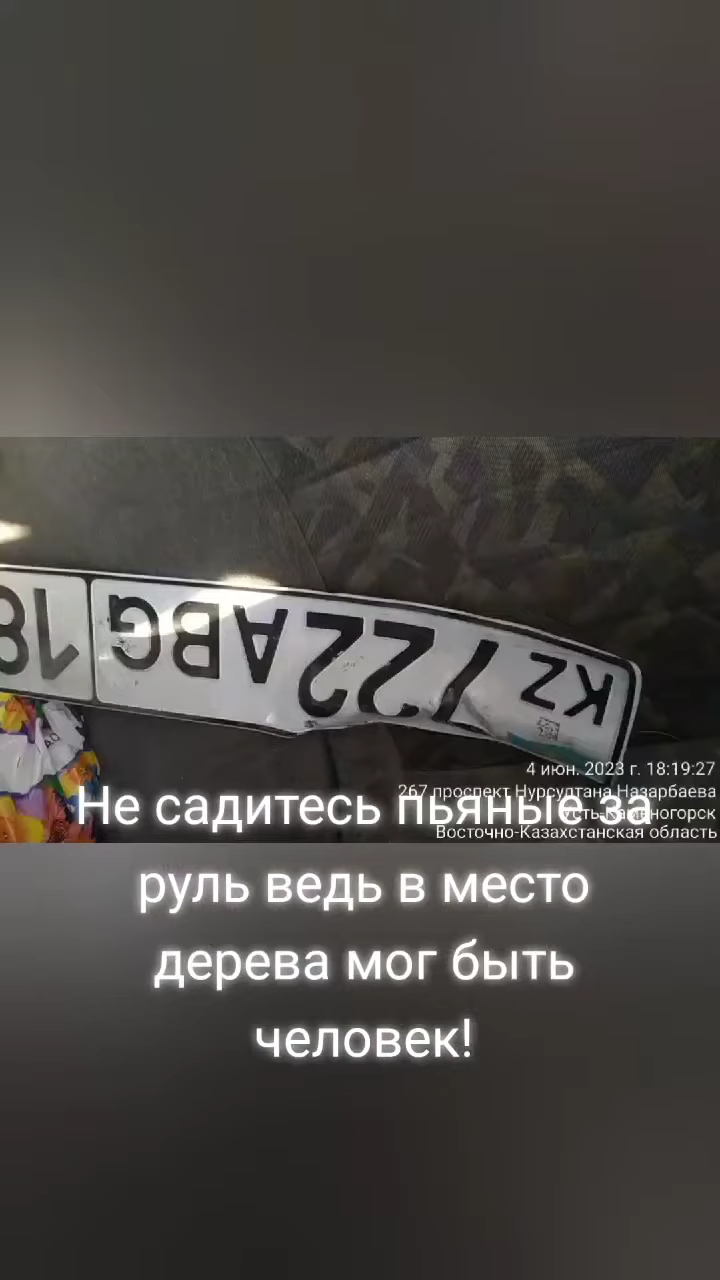 KZ 722ABG 18
4 июн. 2023 г. 18:19:27
267 проспект Нурсултана Назарбаева
Усть-Каменогорск
Восточно-Казахстанская область
Не садитесь пьяные за
руль ведь в место
дерева мог быть
человек!